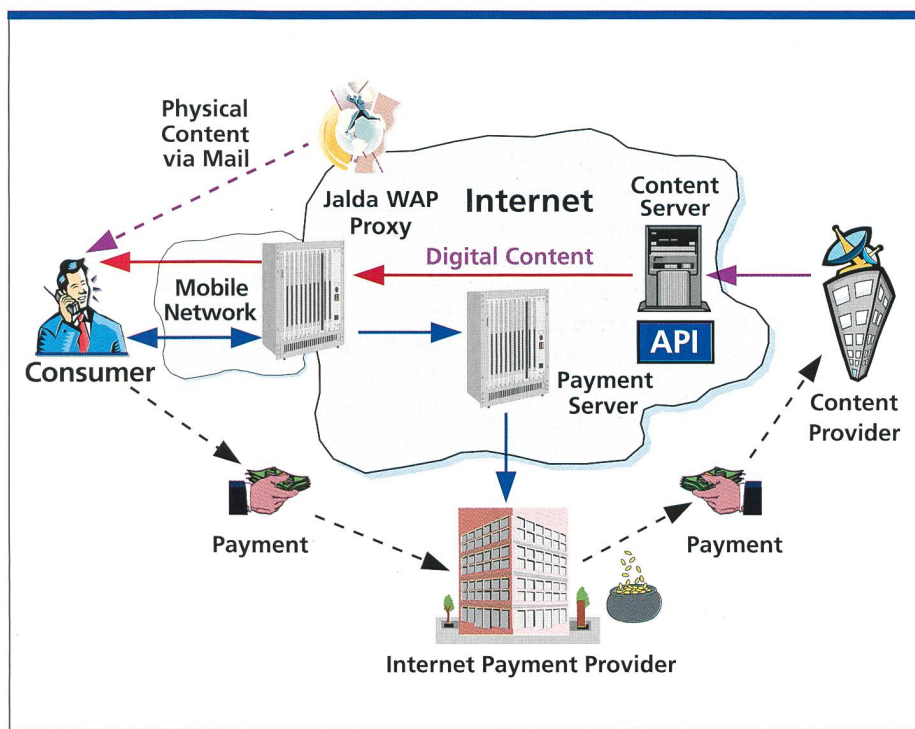 Physical
Content
via Mail
Jalda WAP
Proxy
Internet
Content
Server
Digital Content
Mobile
Network
API
Consumer
Payment
Server
Content
Provider
Payment
Payment
Internet Payment Provider